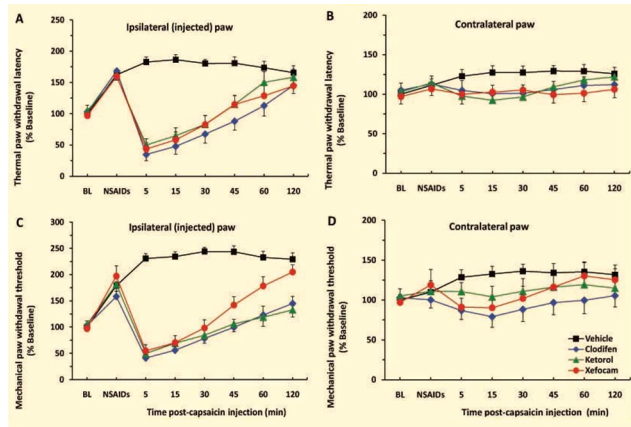 A
Ipsilateral (injected) paw
Thermal paw withdrawal latency
(% Baseline)
250
200
150
100
50
0
BL NSAIDs 5 15 30 45 60 120
B
Contralateral paw
Thermal paw withdrawal latency
(% Baseline)
200
150
100
50
0
BL NSAIDs 5 15 30 45 60 120
C
Ipsilateral (injected) paw
Mechanical paw withdrawal threshold
(% Baseline)
300
250
200
150
100
50
0
BL NSAIDs 5 15 30 45 60 120
Time post-capsaicin injection (min)
D
Contralateral paw
Mechanical paw withdrawal threshold
(% Baseline)
200
150
100
50
0
Vehicle
Clodifen
Ketorol
Xefocam
BL NSAIDs 5 15 30 45 60 120
Time post-capsaicin injection (min)